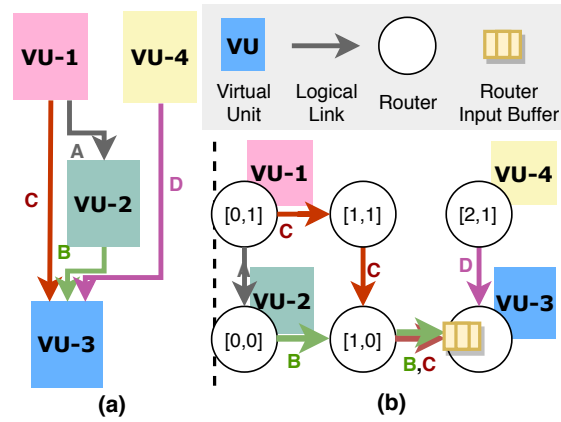 VU-1
VU-4
A
C
D
VU-2
B
VU-3
(a)
VU
Virtual
Unit
Logical
Link
Router
Router
Input Buffer
VU-1
VU-4
[0,1]
[1,1]
[2,1]
C
A
C
D
VU-2
VU-3
[0,0]
[1,0]
B
B,C
(b)